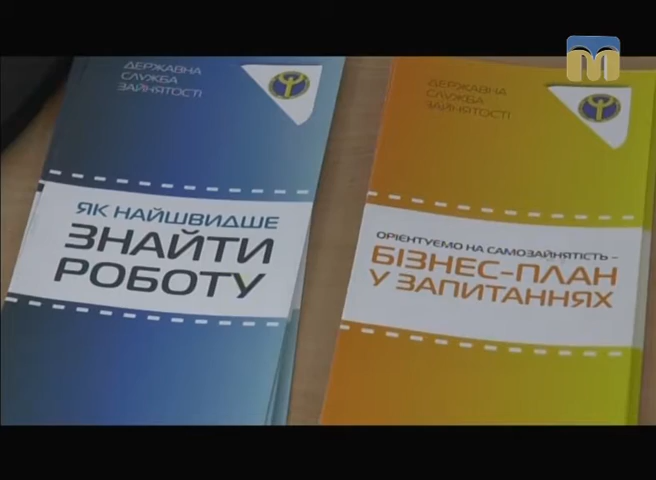 ДЕРЖАВНА
СЛУЖБА
ЗАЙНЯТОСТІ
ЯК НАЙШВИДШЕ
ЗНАЙТИ
РОБОТУ
ДЕРЖАВНА
СЛУЖБА
ЗАЙНЯТОСТІ
ОРІЄНТУЄМО НА САМОЗАЙНЯТІСТЬ –
БІЗНЕС-ПЛАН
У ЗАПИТАННЯХ
M